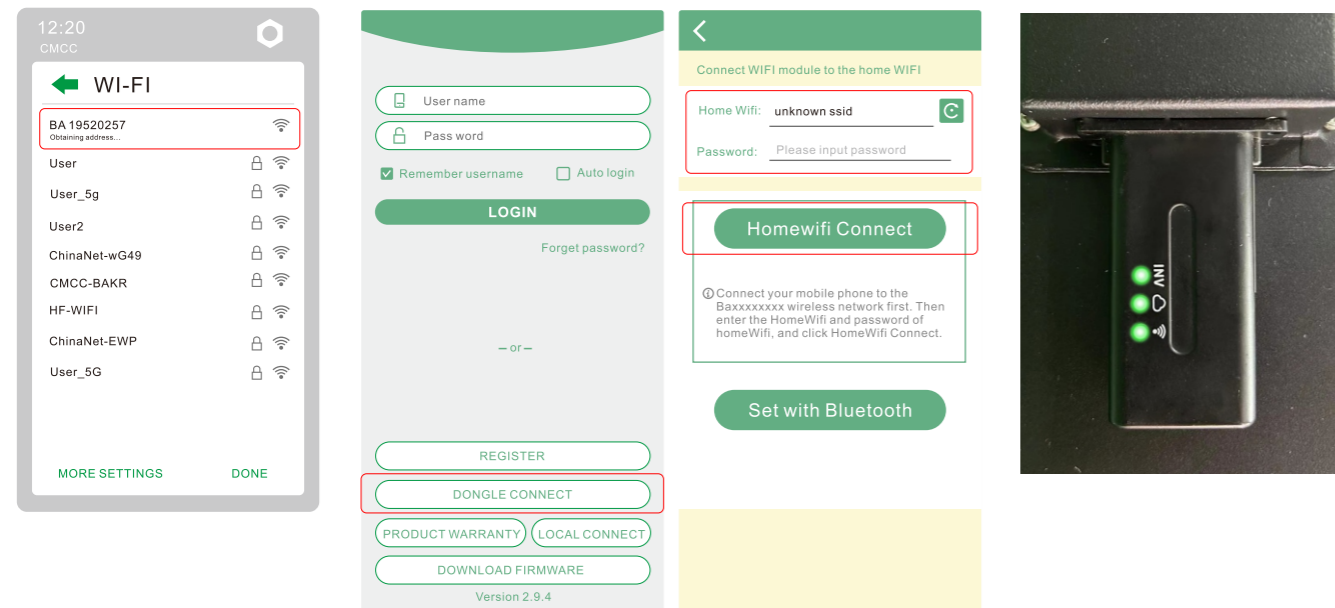 12:20
CMCC
WI-FI
BA 19520257
Obtaining address...
User
User_5g
User2
ChinaNet-wG49
CMCC-BAKR
HF-WIFI
ChinaNet-EWP
User_5G
MORE SETTINGS DONE
User name
Pass word
Remember username Auto login
LOGIN
Forget password?
– or –
REGISTER
DONGLE CONNECT
PRODUCT WARRANTY LOCAL CONNECT
DOWNLOAD FIRMWARE
Version 2.9.4
Connect WIFI module to the home WIFI
Home Wifi: unknown ssid
Password: Please input password
Homewifi Connect
Connect your mobile phone to the
Baxxxxxxxx wireless network first. Then
enter the HomeWifi and password of
homeWifi, and click HomeWifi Connect.
Set with Bluetooth
INV